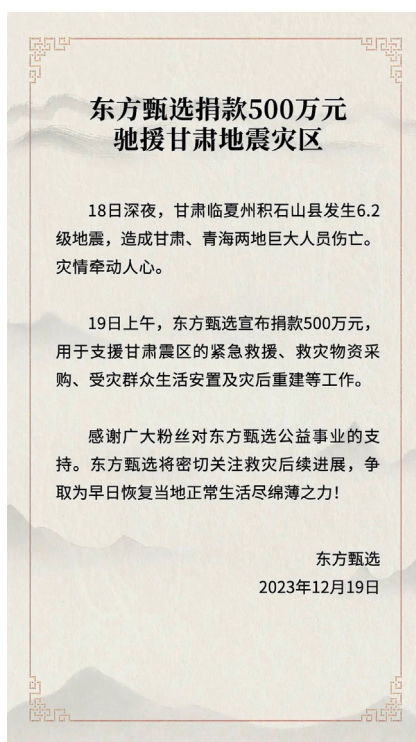 东方甄选捐款500万元
驰援甘肃地震灾区
18日深夜，甘肃临夏州积石山县发生6.2
级地震，造成甘肃、青海两地巨大人员伤亡。
灾情牵动人心。
19日上午，东方甄选宣布捐款500万元，
用于支援甘肃震区的紧急救援、救灾物资采
购、受灾群众生活安置及灾后重建等工作。
感谢广大粉丝对东方甄选公益事业的支
持。东方甄选将密切关注救灾后续进展，争
取为早日恢复当地正常生活尽绵薄之力！
东方甄选
2023年12月19日